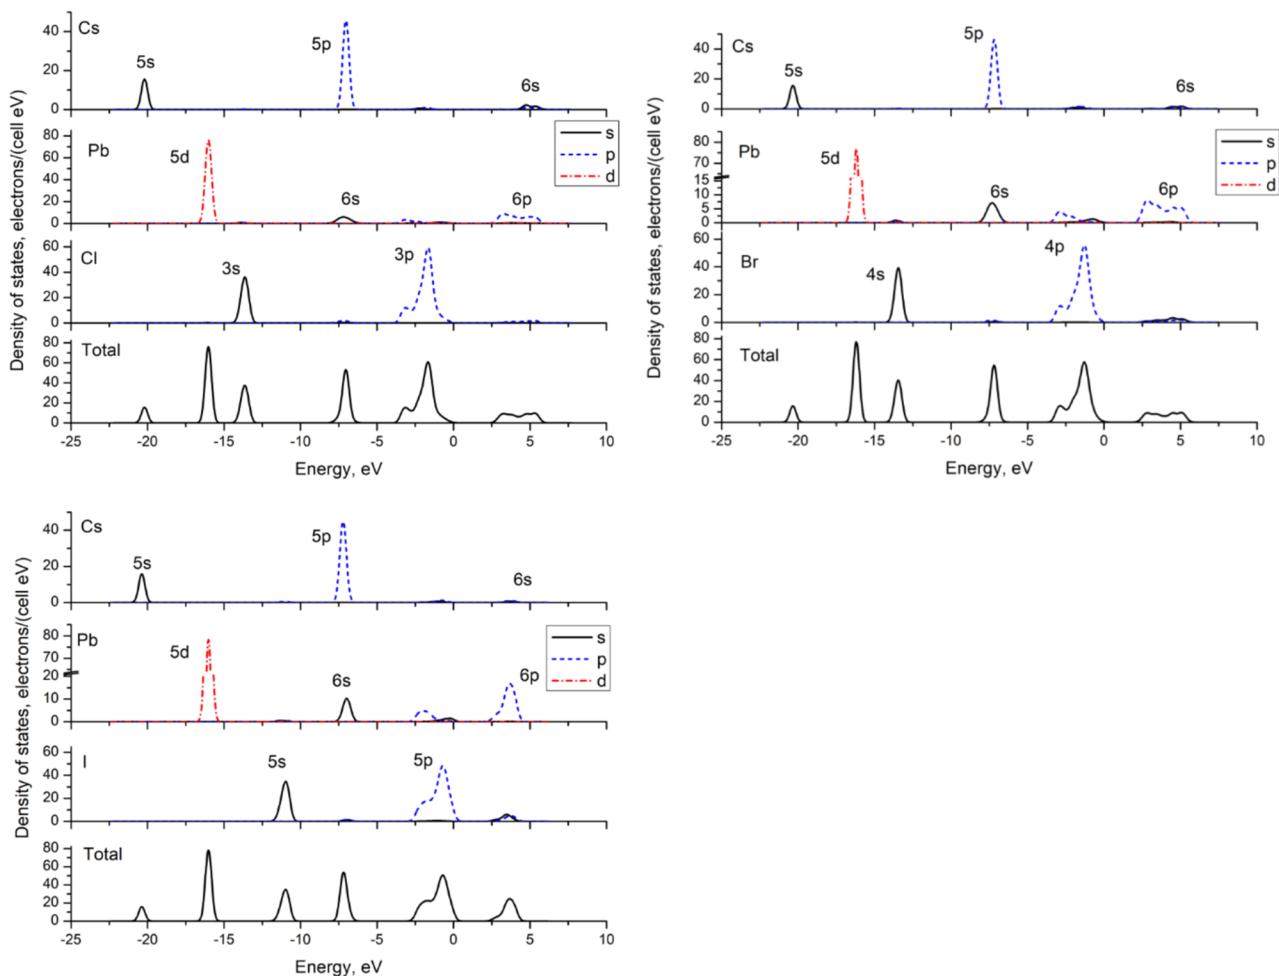 Density of states, electrons/(cell eV)
Cs
5s
5p
6s
40
20
0
Pb
5d
6s
6p
s
p
d
80
60
40
20
0
Cl
3s
3p
60
40
20
0
Total
80
60
40
20
0
-25 -20 -15 -10 -5 0 5 10
Energy, eV
Density of states, electrons/(cell eV)
Cs
5s
5p
6s
40
20
0
Pb
5d
6s
6p
s
p
d
80
70
15
10
5
0
Br
4s
4p
60
40
20
0
Total
80
60
40
20
0
-25 -20 -15 -10 -5 0 5 10
Energy, eV
Density of states, electrons/(cell eV)
Cs
5s
5p
6s
40
20
0
Pb
5d
6s
6p
s
p
d
80
70
20
10
0
I
5s
5p
60
40
20
0
Total
80
60
40
20
0
-25 -20 -15 -10 -5 0 5 10
Energy, eV